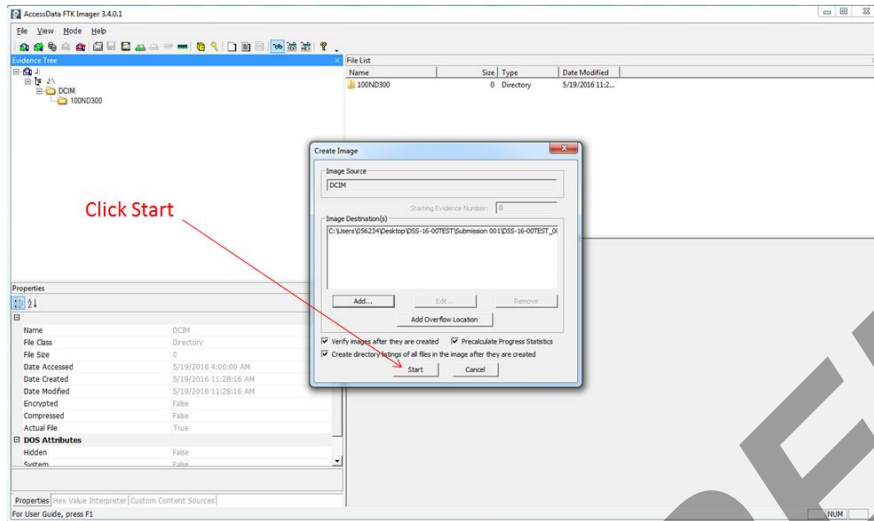 AccessData FTK Imager 3.4.0.1
File View Mode Help
Evidence Tree
J:
J:\
DCIM
100ND300
File List
Name Size Type Date Modified
100ND300 0 Directory 5/19/2016 11:2...
Click Start
Create Image
Image Source
DCIM
Starting Evidence Number: 0
Image Destination(s)
C:\Users\056234\Desktop\DSS-16-00TEST\Submission 001\DSS-16-00TEST_0
Add... Edit... Remove
Add Overflow Location
Verify images after they are created Precalculate Progress Statistics
Create directory listings of all files in the image after they are created
Start Cancel
Properties
Name DCIM
File Class Directory
File Size 0
Date Accessed 5/19/2016 4:00:00 AM
Date Created 5/19/2016 11:28:16 AM
Date Modified 5/19/2016 11:28:16 AM
Encrypted False
Compressed False
Actual File True
DOS Attributes
Hidden False
System False
Properties Hex Value Interpreter Custom Content Sources
For User Guide, press F1
NUM